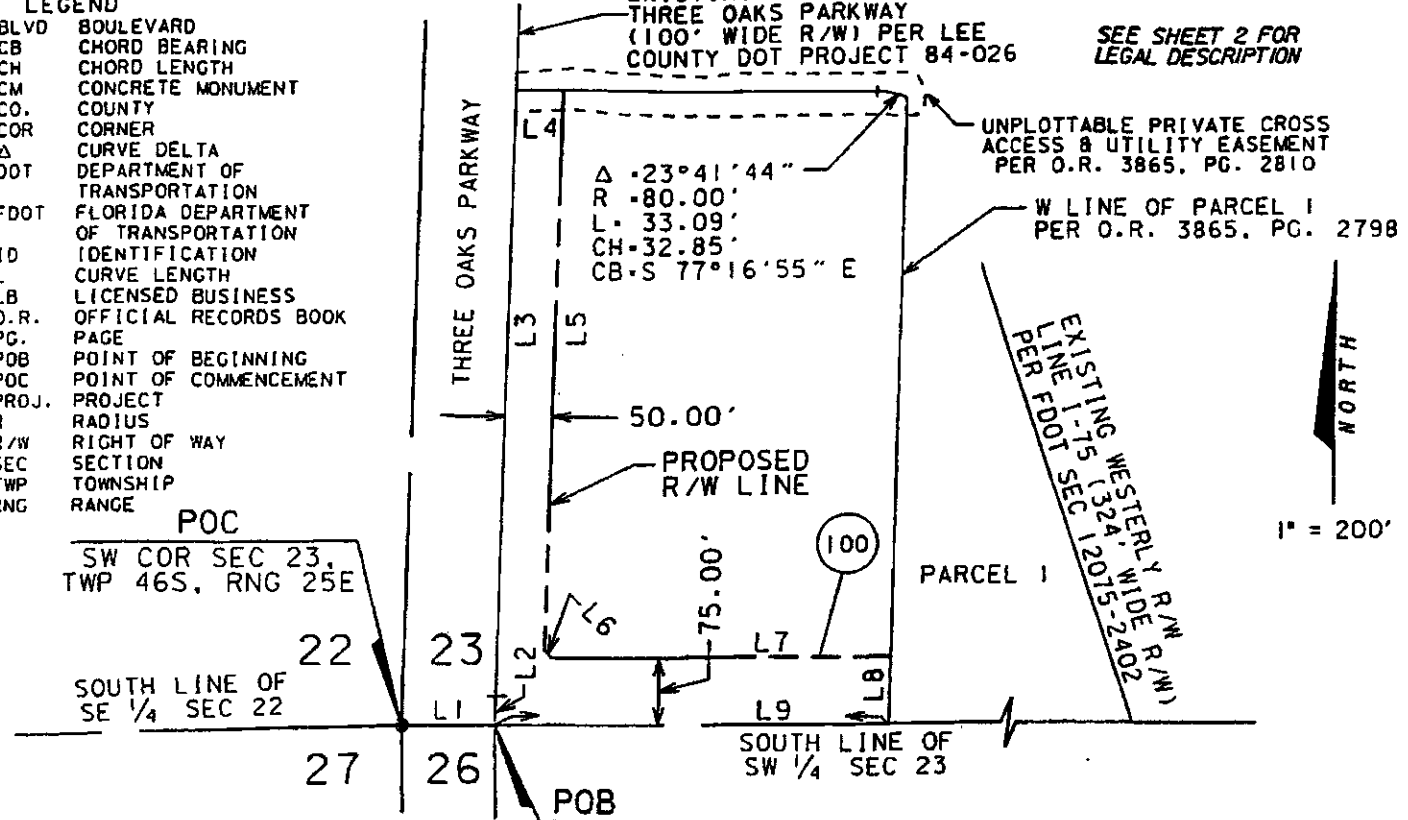 LEGEND
BLVD BOULEVARD
CB CHORD BEARING
CH CHORD LENGTH
CM CONCRETE MONUMENT
CO. COUNTY
COR CORNER
Δ CURVE DELTA
DOT DEPARTMENT OF
TRANSPORTATION
FDOT FLORIDA DEPARTMENT
OF TRANSPORTATION
ID IDENTIFICATION
L CURVE LENGTH
LB LICENSED BUSINESS
O.R. OFFICIAL RECORDS BOOK
PG. PAGE
POB POINT OF BEGINNING
POC POINT OF COMMENCEMENT
PROJ. PROJECT
R RADIUS
R/W RIGHT OF WAY
SEC SECTION
TWP TOWNSHIP
RNG RANGE
THREE OAKS PARKWAY
(100' WIDE R/W) PER LEE
COUNTY DOT PROJECT 84-026
SEE SHEET 2 FOR
LEGAL DESCRIPTION
UNPLOTTABLE PRIVATE CROSS
ACCESS & UTILITY EASEMENT
PER O.R. 3865, PG. 2810
W LINE OF PARCEL 1
PER O.R. 3865, PG. 2798
L4
Δ =23°41'44"
R =80.00'
L= 33.09'
CH=32.85'
CB=S 77°16'55" E
THREE OAKS PARKWAY
L3
L5
50.00'
PROPOSED
R/W LINE
EXISTING WESTERLY R/W
LINE I-75 (324' WIDE R/W)
PER FDOT SEC 12075-2402
NORTH
1" = 200'
POC
SW COR SEC 23,
TWP 46S, RNG 25E
100
PARCEL 1
75.00'
L6
L7
22
23
L2
L8
SOUTH LINE OF
SE 1/4 SEC 22
L1
L9
SOUTH LINE OF
SW 1/4 SEC 23
27
26
POB